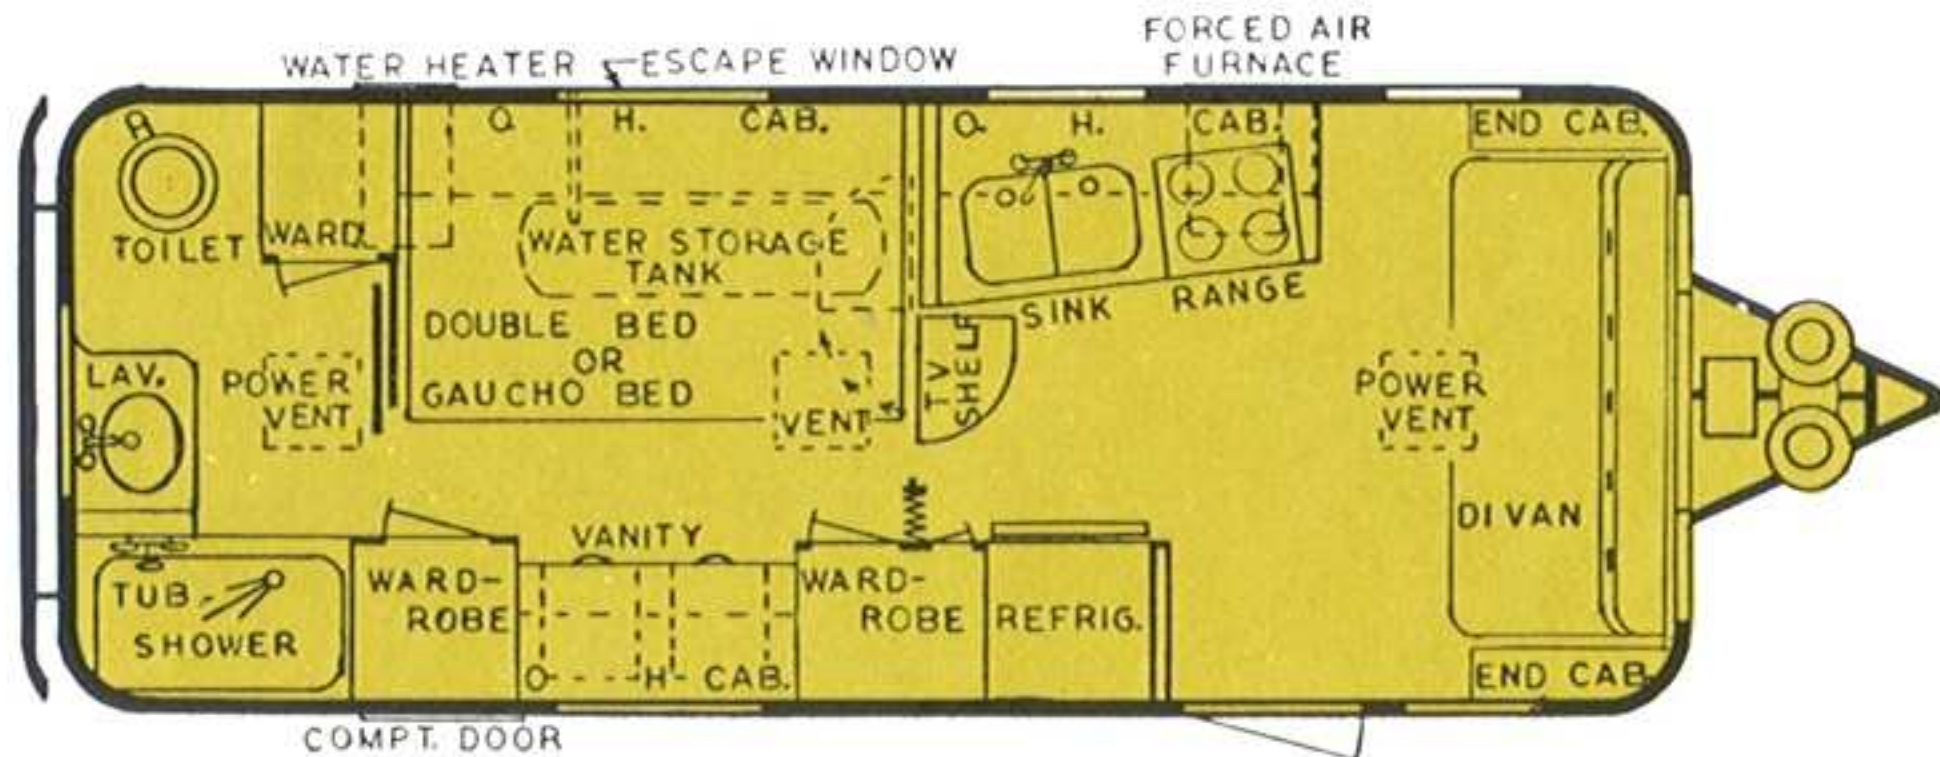 FORCED AIR
FURNACE
WATER HEATER
ESCAPE WINDOW
O. H. CAB.
O. H. CAB.
END CAB.
TOILET
WARD.
WATER STORAGE
TANK
SINK
RANGE
DOUBLE BED
OR
GAUCHO BED
TV
SHELF
LAV.
POWER
VENT
VENT
POWER
VENT
DIVAN
VANITY
TUB
SHOWER
WARD-
ROBE
WARD-
ROBE
REFRIG.
O H CAB.
END CAB.
COMPT. DOOR